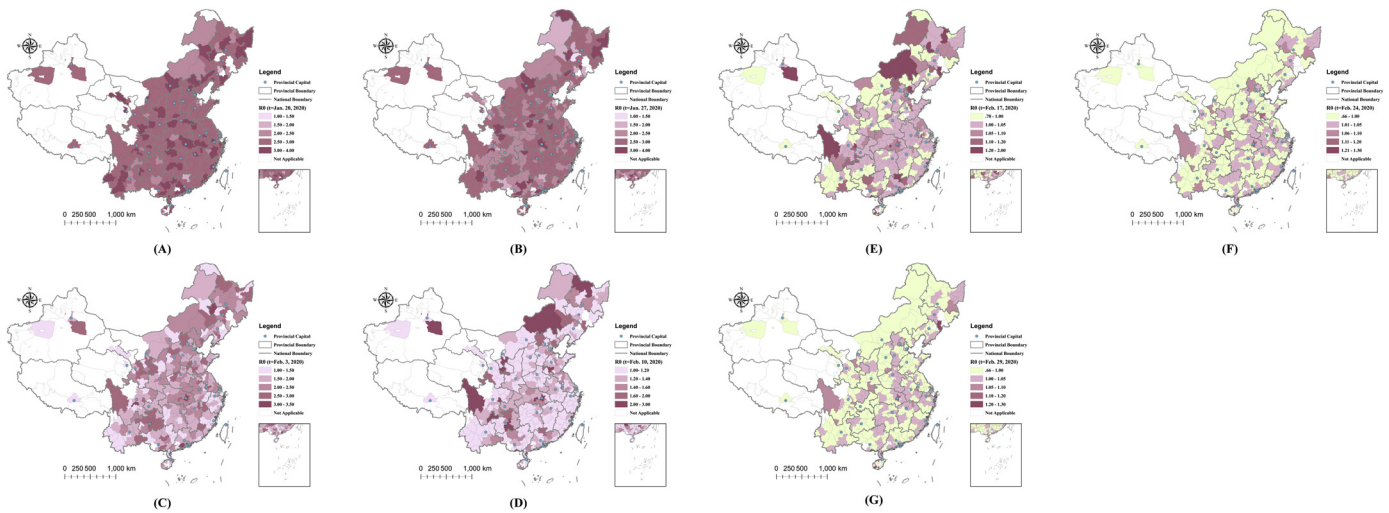 N
W
E
S
Legend
Provincial Capital
Provincial Boundary
National Boundary
R0 (t=Jan. 20, 2020)
1.00 - 1.50
1.50 - 2.00
2.00 - 2.50
2.50 - 3.00
3.00 - 4.00
Not Applicable
0 250 500 1,000 km
(A)
N
W
E
S
Legend
Provincial Capital
Provincial Boundary
National Boundary
R0 (t=Jan. 27, 2020)
1.00 - 1.50
1.50 - 2.00
2.00 - 2.50
2.50 - 3.00
3.00 - 4.00
Not Applicable
0 250 500 1,000 km
(B)
N
W
E
S
Legend
Provincial Capital
Provincial Boundary
National Boundary
R0 (t=Feb. 17, 2020)
.78 - 1.00
1.00 - 1.05
1.05 - 1.10
1.10 - 1.20
1.20 - 2.00
Not Applicable
0 250 500 1,000 km
(E)
N
W
E
S
Legend
Provincial Capital
Provincial Boundary
National Boundary
R0 (t=Feb. 24, 2020)
.66 - 1.00
1.01 - 1.05
1.06 - 1.10
1.11 - 1.20
1.21 - 1.30
Not Applicable
0 250 500 1,000 km
(F)
N
W
E
S
Legend
Provincial Capital
Provincial Boundary
National Boundary
R0 (t=Feb. 3, 2020)
1.00 - 1.50
1.50 - 2.00
2.00 - 2.50
2.50 - 3.00
3.00 - 3.50
Not Applicable
0 250 500 1,000 km
(C)
N
W
E
S
Legend
Provincial Capital
Provincial Boundary
National Boundary
R0 (t=Feb. 10, 2020)
1.00- 1.20
1.20 - 1.40
1.40 - 1.60
1.60 - 2.00
2.00 - 3.00
Not Applicable
0 250 500 1,000 km
(D)
N
W
E
S
Legend
Provincial Capital
Provincial Boundary
National Boundary
R0 (t=Feb. 29, 2020)
.66 - 1.00
1.00 - 1.05
1.05 - 1.10
1.10 - 1.20
1.20 - 1.30
Not Applicable
0 250 500 1,000 km
(G)